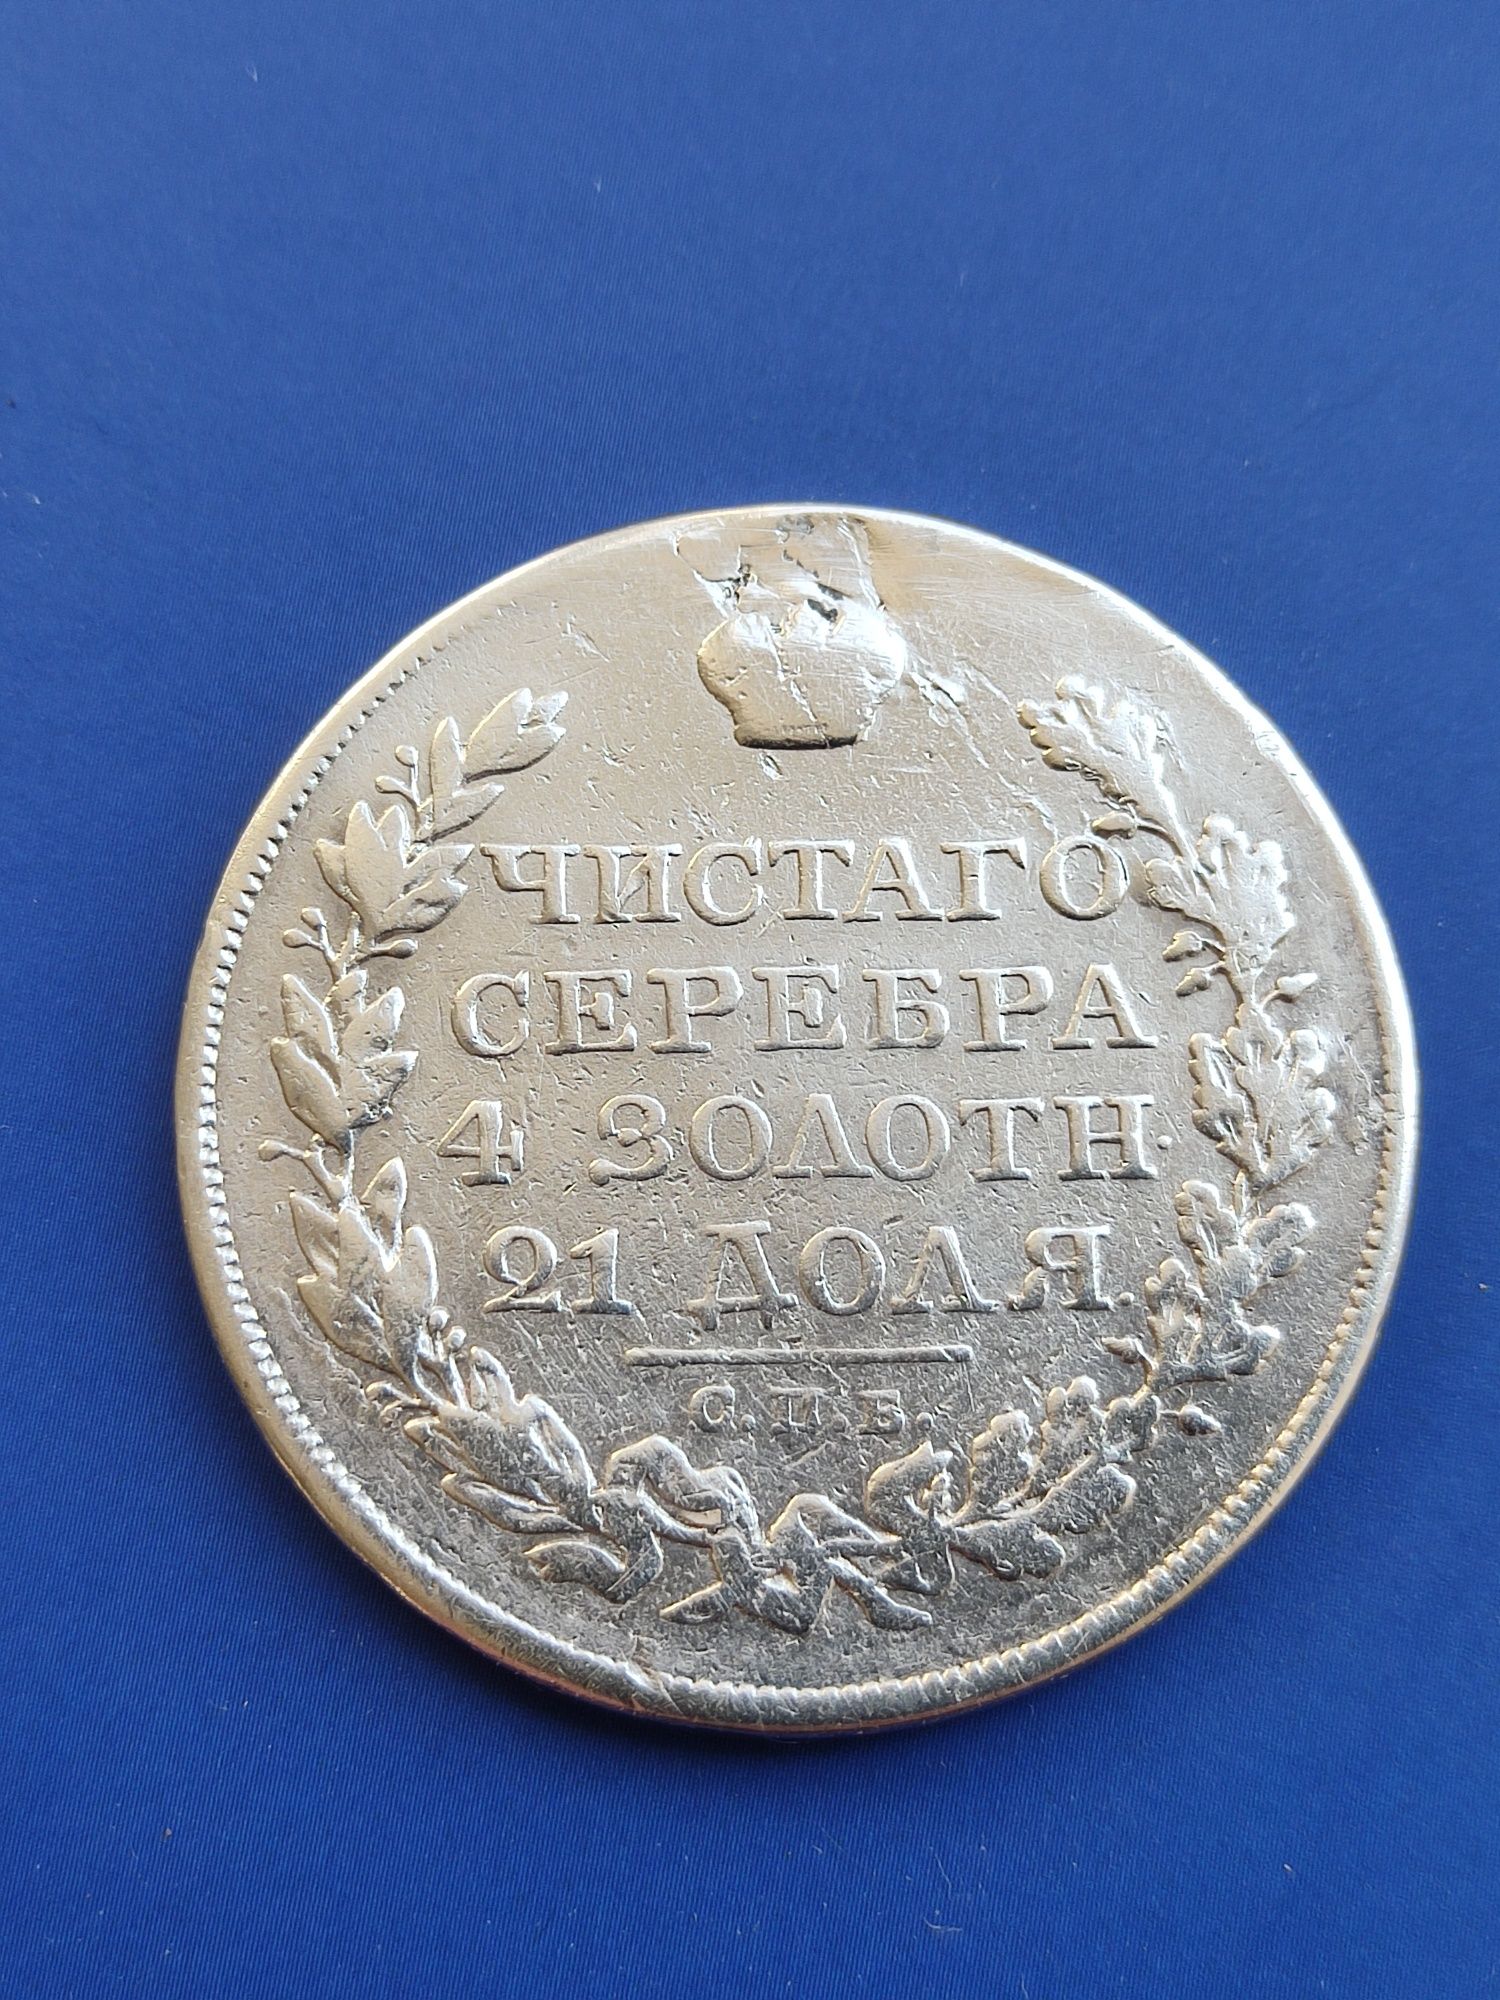 ЧИСТАГО
СЕРЕБРА
4 ЗОЛОТН.
21 ДОЛЯ.
С.П.Б.